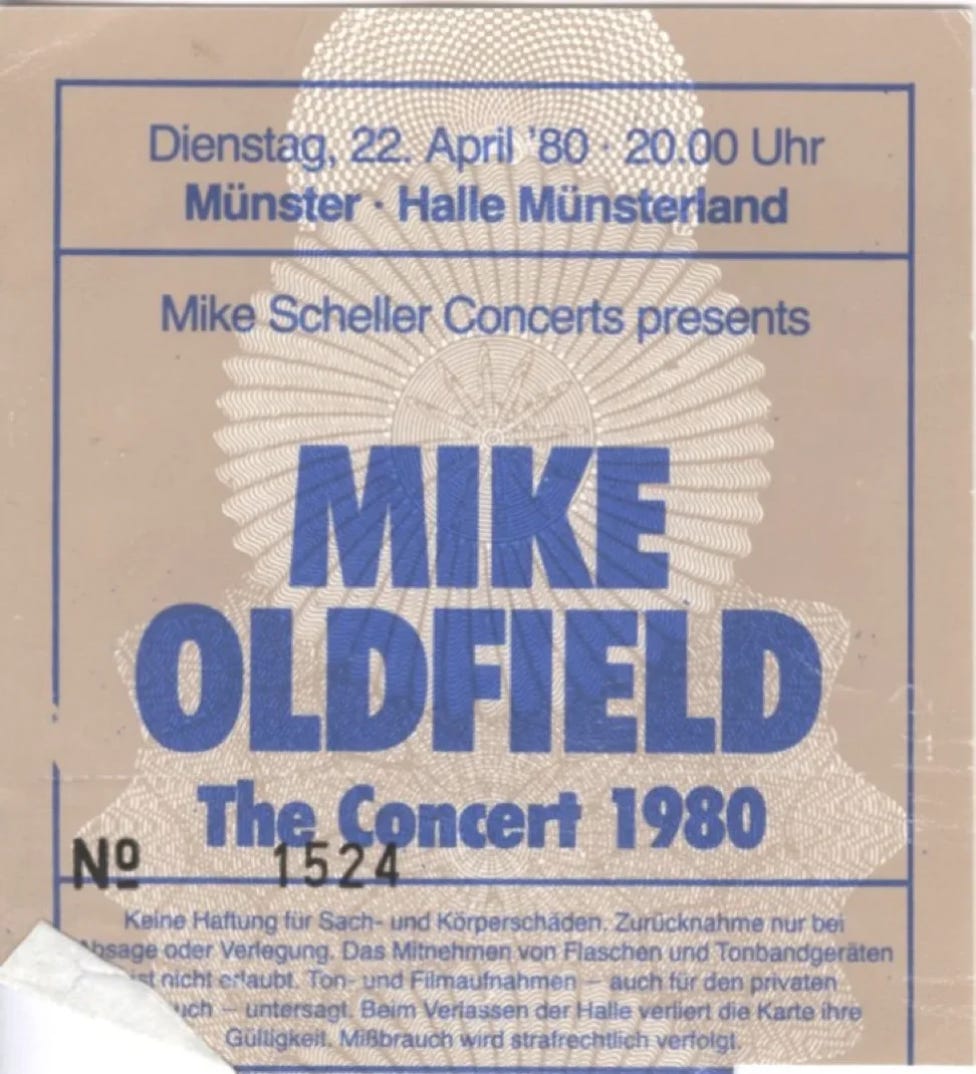 Dienstag, 22. April '80 · 20.00 Uhr
Münster · Halle Münsterland
Mike Scheller Concerts presents
MIKE
OLDFIELD
The Concert 1980
Nº 1524
Keine Haftung für Sach- und Körperschäden. Zurücknahme nur bei
bsage oder Verlegung. Das Mitnehmen von Flaschen und Tonbandgeräten
st nicht erlaubt. Ton- und Filmaufnahmen – auch für den privaten
uch – untersagt. Beim Verlassen der Halle verliert die Karte ihre
Gültigkeit. Mißbrauch wird strafrechtlich verfolgt.